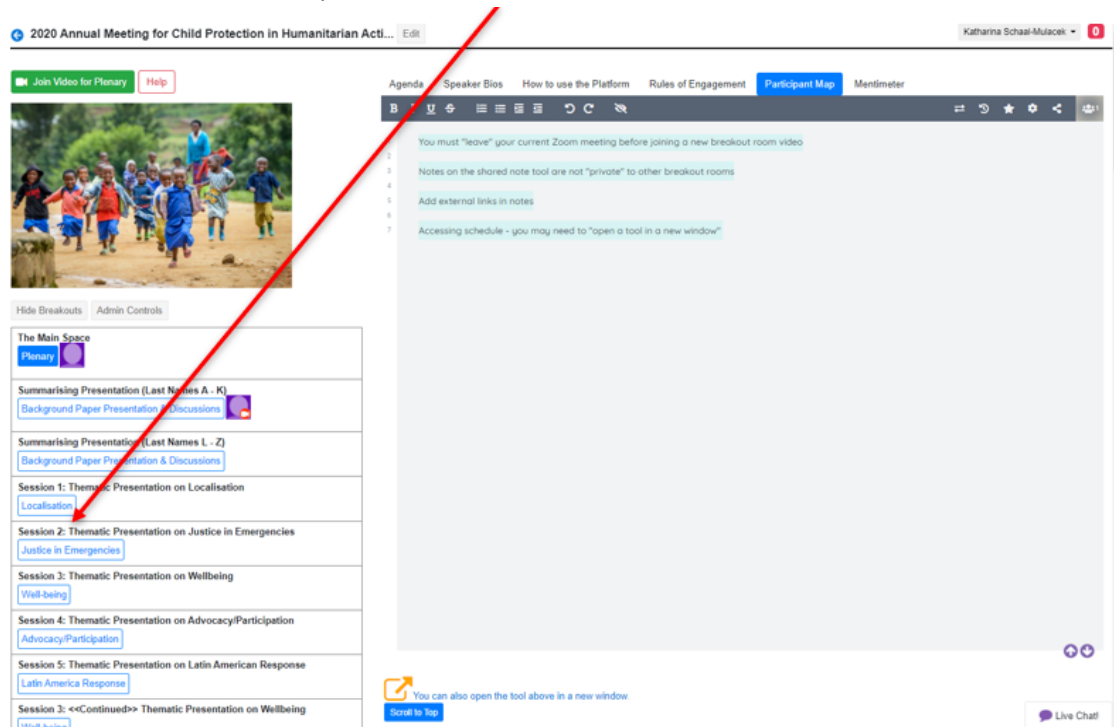 2020 Annual Meeting for Child Protection in Humanitarian Acti... Edit
Katharina Schaal-Mulacek 0
Join Video for Plenary Help
Agenda Speaker Bios How to use the Platform Rules of Engagement Participant Map Mentimeter
B U S
You must "leave" your current Zoom meeting before joining a new breakout room video
2
3 Notes on the shared note tool are not "private" to other breakout rooms
4
5 Add external links in notes
6
7 Accessing schedule - you may need to "open a tool in a new window"
Hide Breakouts Admin Controls
The Main Space
Plenary
Summarising Presentation (Last Names A - K)
Background Paper Presentation & Discussions
Summarising Presentation (Last Names L - Z)
Background Paper Presentation & Discussions
Session 1: Thematic Presentation on Localisation
Localisation
Session 2: Thematic Presentation on Justice in Emergencies
Justice in Emergencies
Session 3: Thematic Presentation on Wellbeing
Well-being
Session 4: Thematic Presentation on Advocacy/Participation
Advocacy/Participation
Session 5: Thematic Presentation on Latin American Response
Latin America Response
Session 3: <<Continued>> Thematic Presentation on Wellbeing
Well-being
You can also open the tool above in a new window.
Scroll to Top
Live Chat!